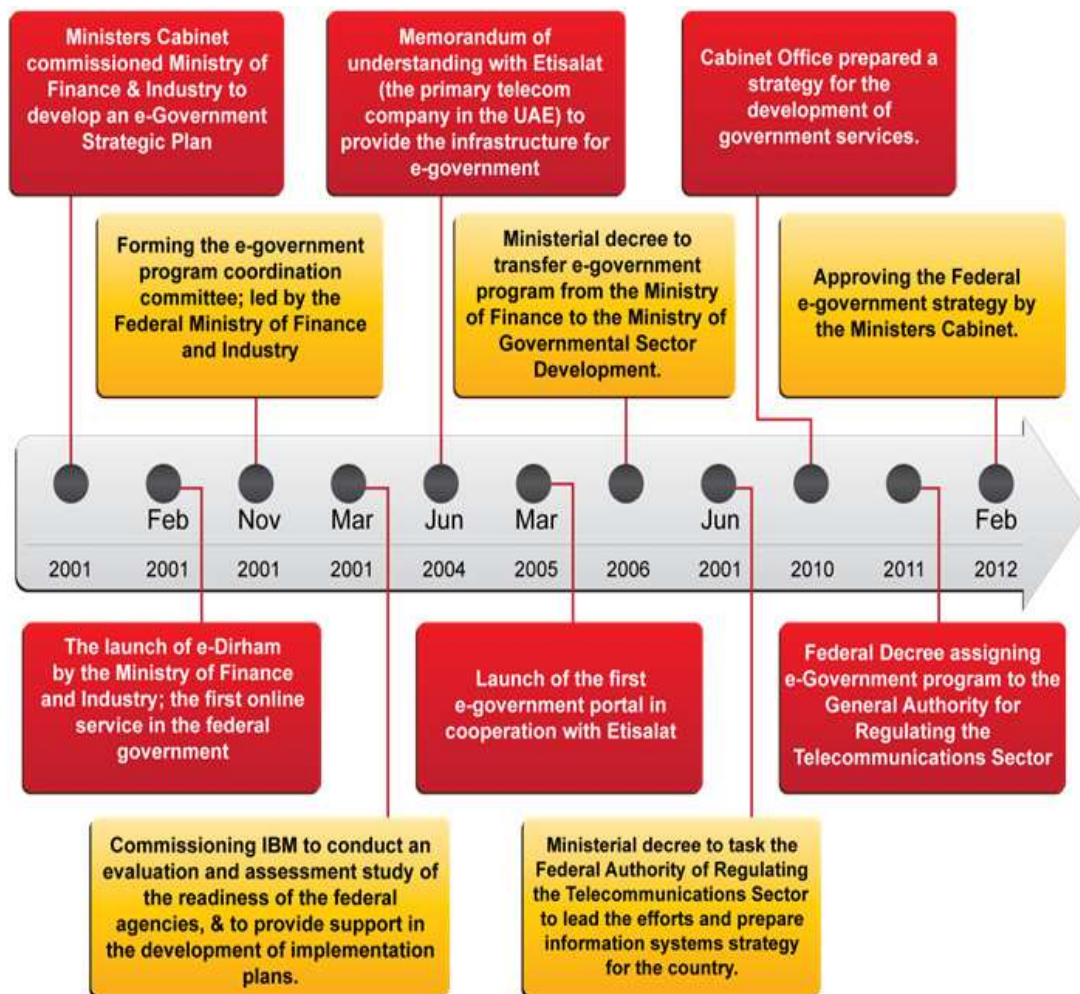 Ministers Cabinet
commissioned Ministry of
Finance & Industry to
develop an e-Government
Strategic Plan
Memorandum of
understanding with Etisalat
(the primary telecom
company in the UAE) to
provide the infrastructure for
e-government
Cabinet Office prepared a
strategy for the
development of
government services.
Forming the e-government
program coordination
committee; led by the
Federal Ministry of Finance
and Industry
Ministerial decree to
transfer e-government
program from the Ministry
of Finance to the Ministry of
Governmental Sector
Development.
Approving the Federal
e-government strategy by
the Ministers Cabinet.
Feb Nov Mar Jun Mar Jun Feb
2001 2001 2001 2001 2004 2005 2006 2001 2010 2011 2012
The launch of e-Dirham
by the Ministry of Finance
and Industry; the first online
service in the federal
government
Launch of the first
e-government portal in
cooperation with Etisalat
Federal Decree assigning
e-Government program to the
General Authority for
Regulating the
Telecommunications Sector
Commissioning IBM to conduct an
evaluation and assessment study of
the readiness of the federal
agencies, & to provide support in
the development of implementation
plans.
Ministerial decree to task the
Federal Authority of Regulating
the Telecommunications Sector
to lead the efforts and prepare
information systems strategy
for the country.